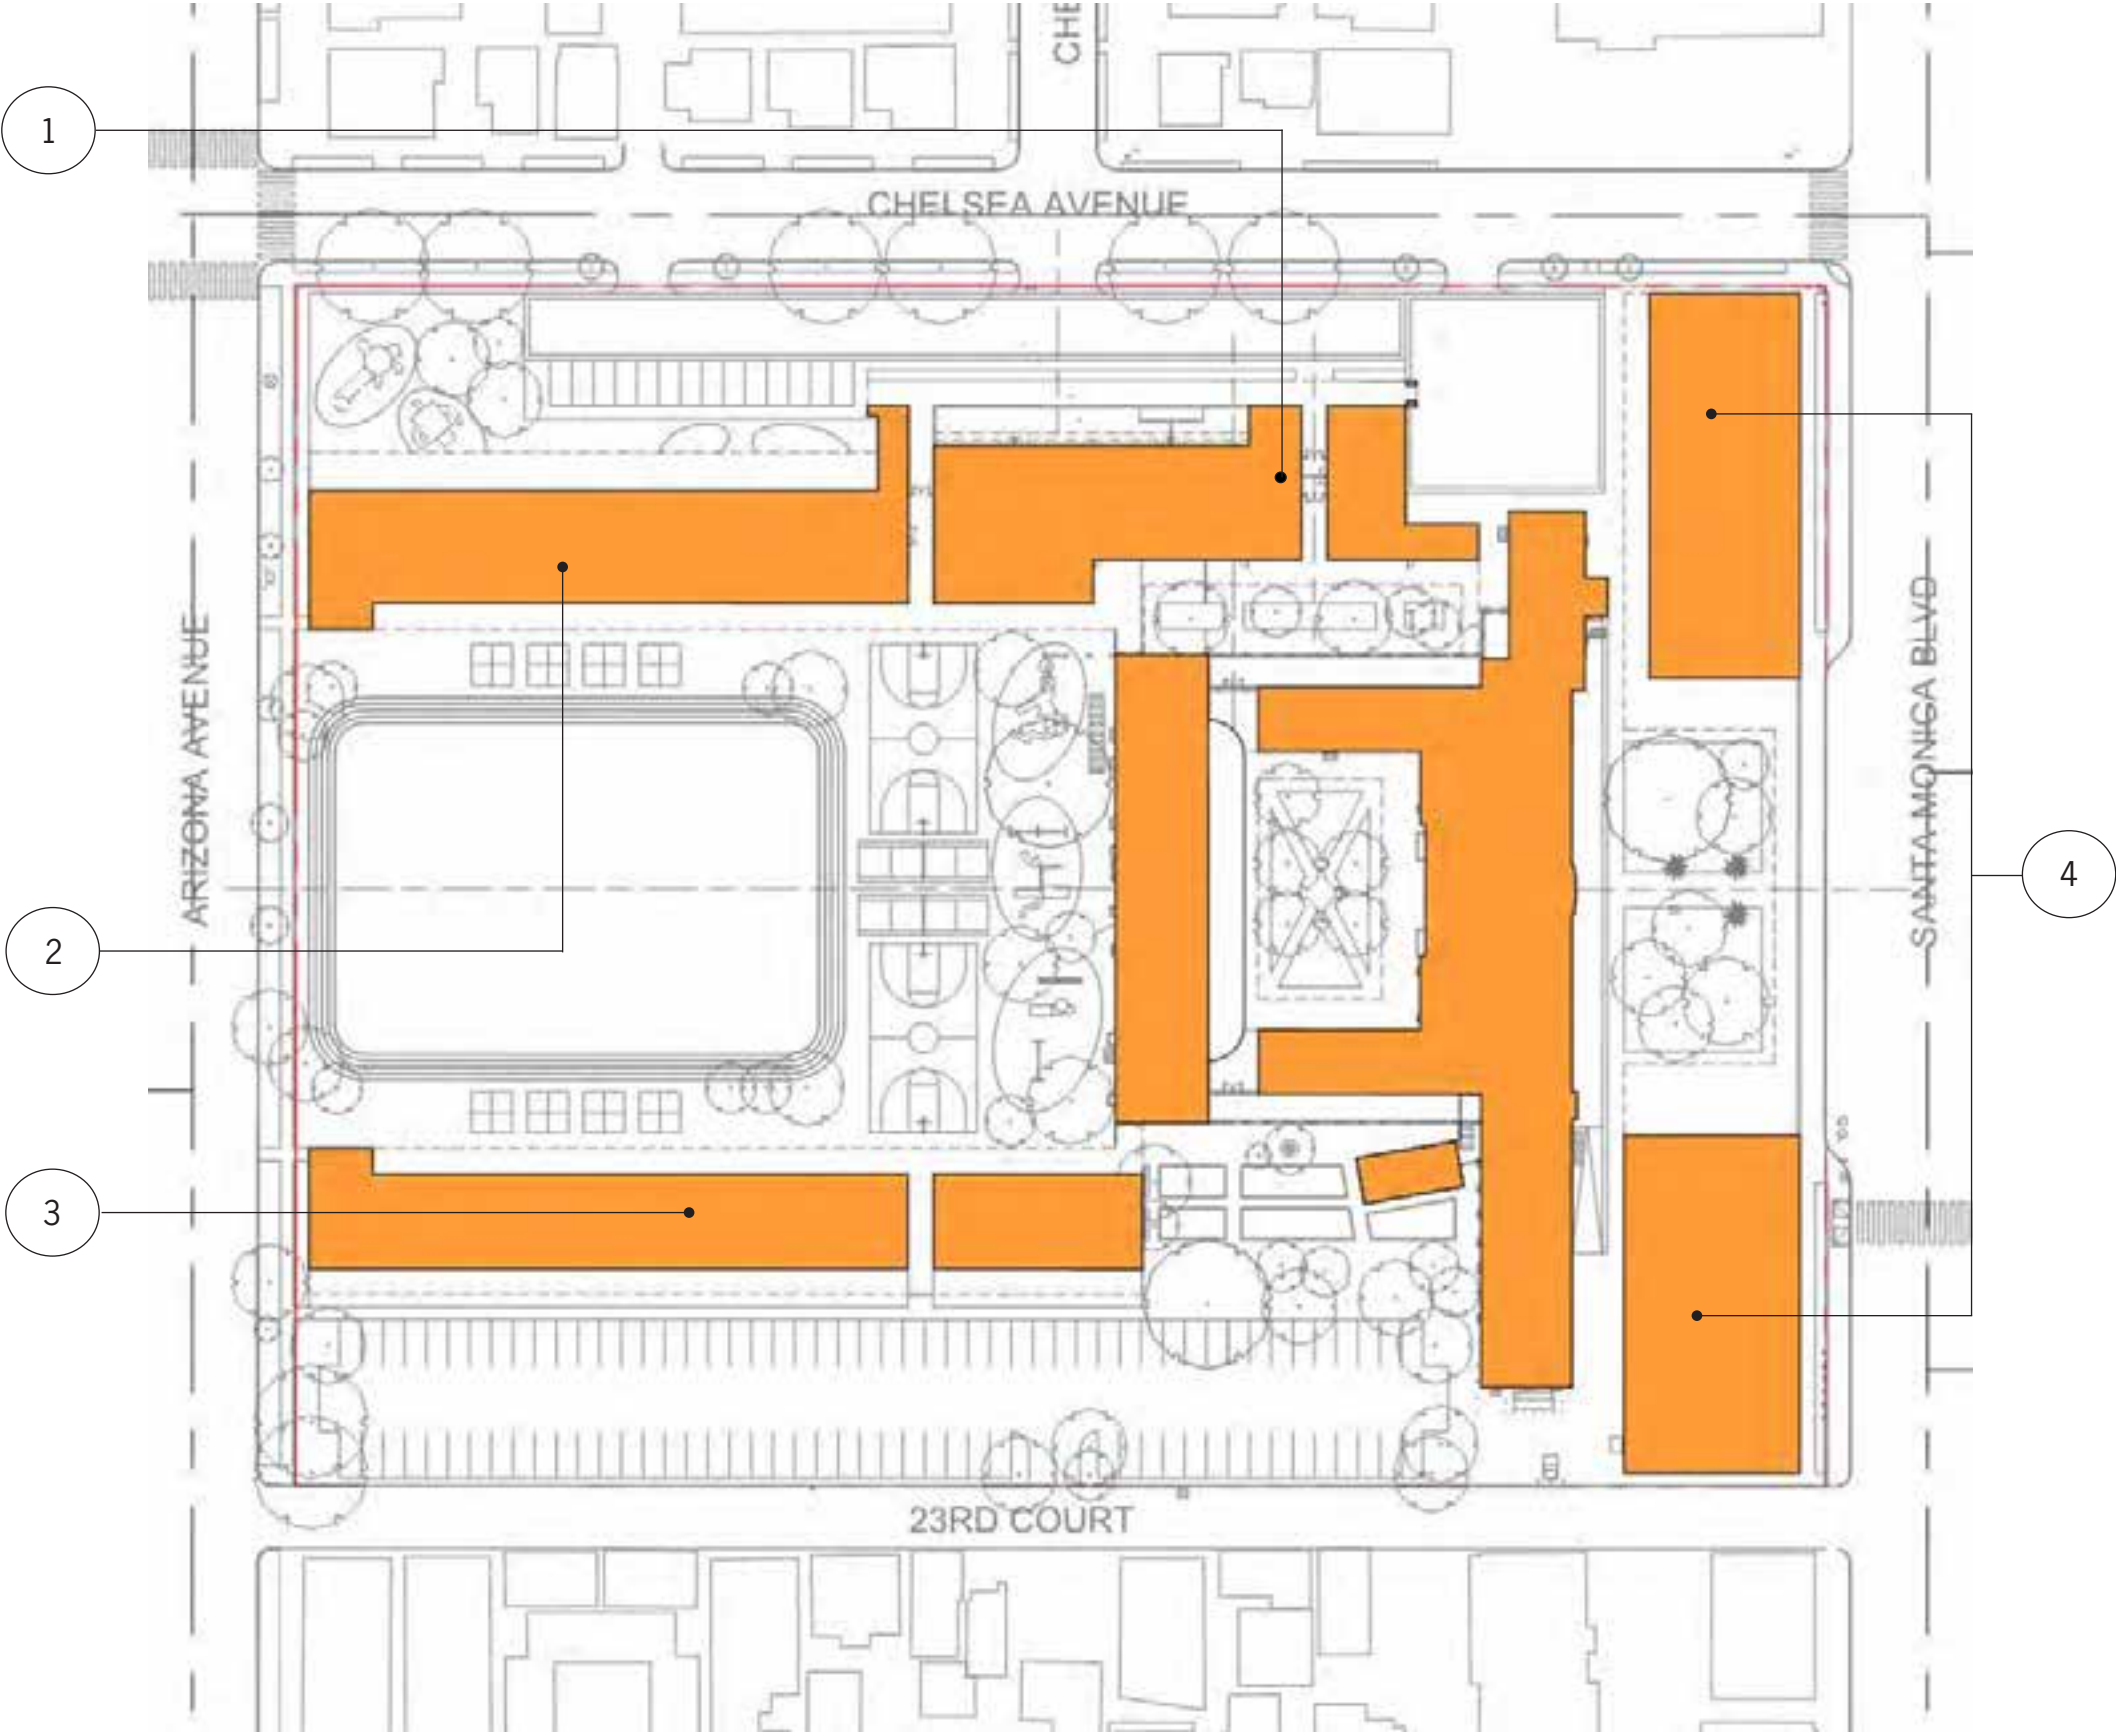 CHE
1
CHELSEA AVENUE
ARIZONA AVENUE
SANTA MONICA BLVD
4
2
3
23RD COURT